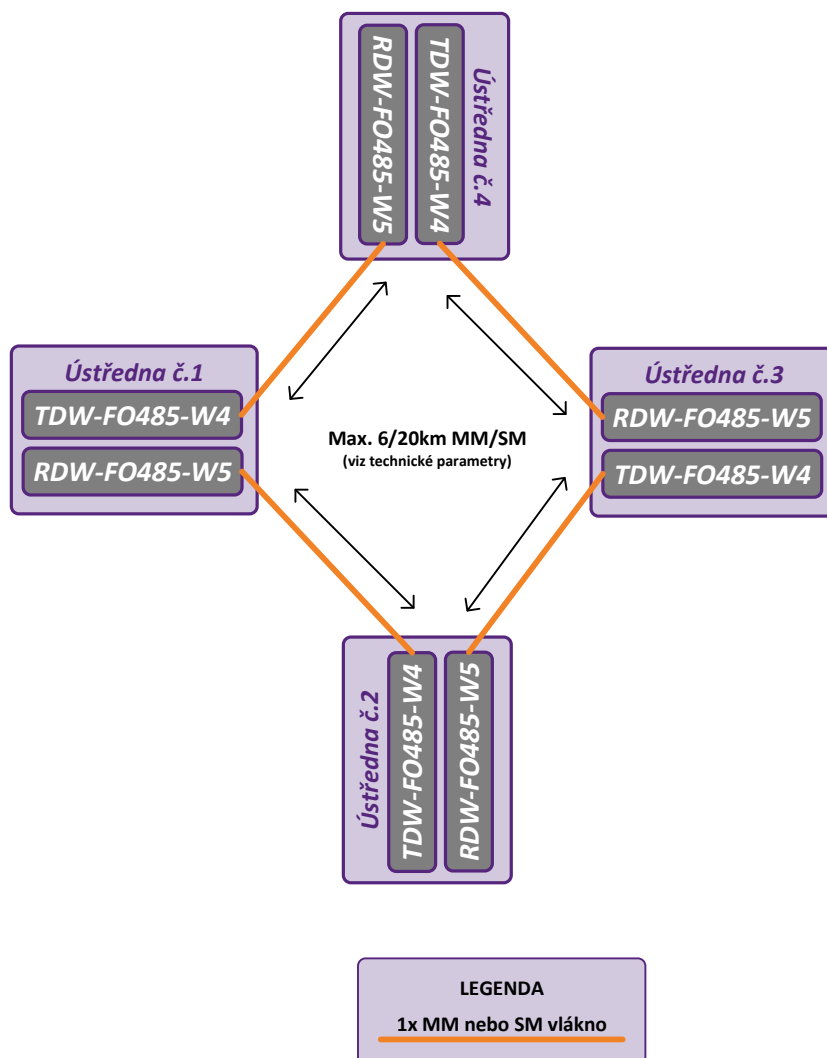 Ústředna č.4
TDW-FO485-W4
RDW-FO485-W5
Ústředna č.1
TDW-FO485-W4
RDW-FO485-W5
Max. 6/20km MM/SM
(viz technické parametry)
Ústředna č.3
RDW-FO485-W5
TDW-FO485-W4
Ústředna č.2
TDW-FO485-W4
RDW-FO485-W5
LEGENDA
1x MM nebo SM vlákno